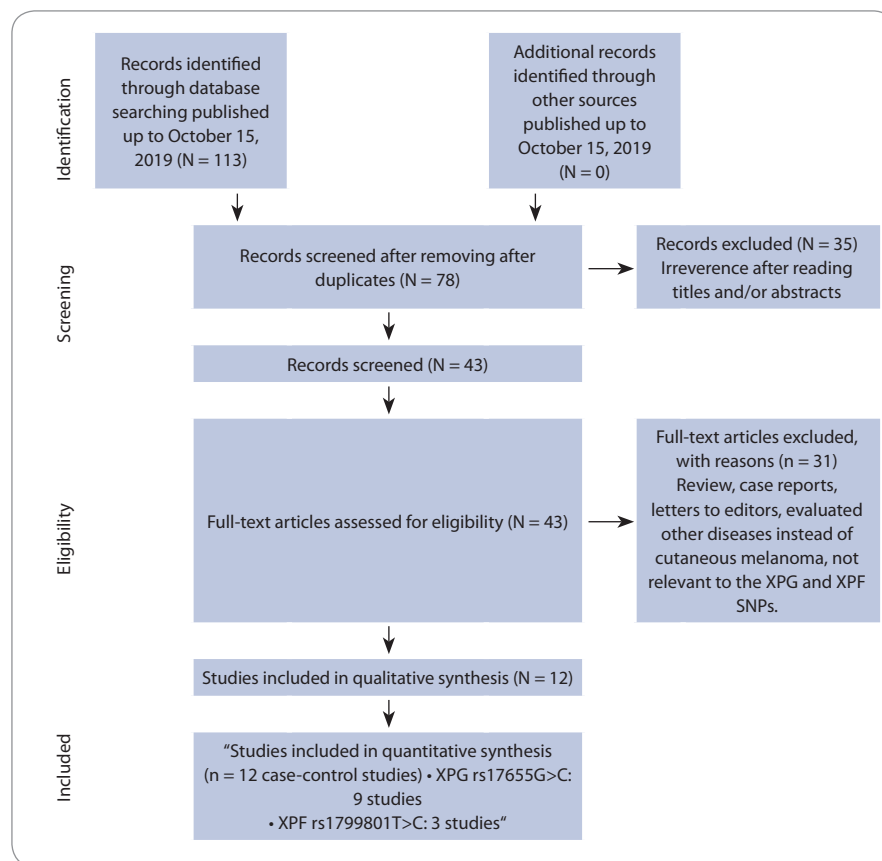 Identification
Records identified
through database
searching published
up to October 15,
2019 (N = 113)
Additional records
identified through
other sources
published up to
October 15, 2019
(N = 0)
Screening
Records screened after removing after
duplicates (N = 78)
Records excluded (N = 35)
Irreverence after reading
titles and/or abstracts
Records screened (N = 43)
Eligibility
Full-text articles assessed for eligibility (N = 43)
Full-text articles excluded,
with reasons (n = 31)
Review, case reports,
letters to editors, evaluated
other diseases instead of
cutaneous melanoma, not
relevant to the XPG and XPF
SNPs.
Studies included in qualitative synthesis (N = 12)
Included
“Studies included in quantitative synthesis
(n = 12 case-control studies) • XPG rs17655G>C:
9 studies
• XPF rs1799801T>C: 3 studies“